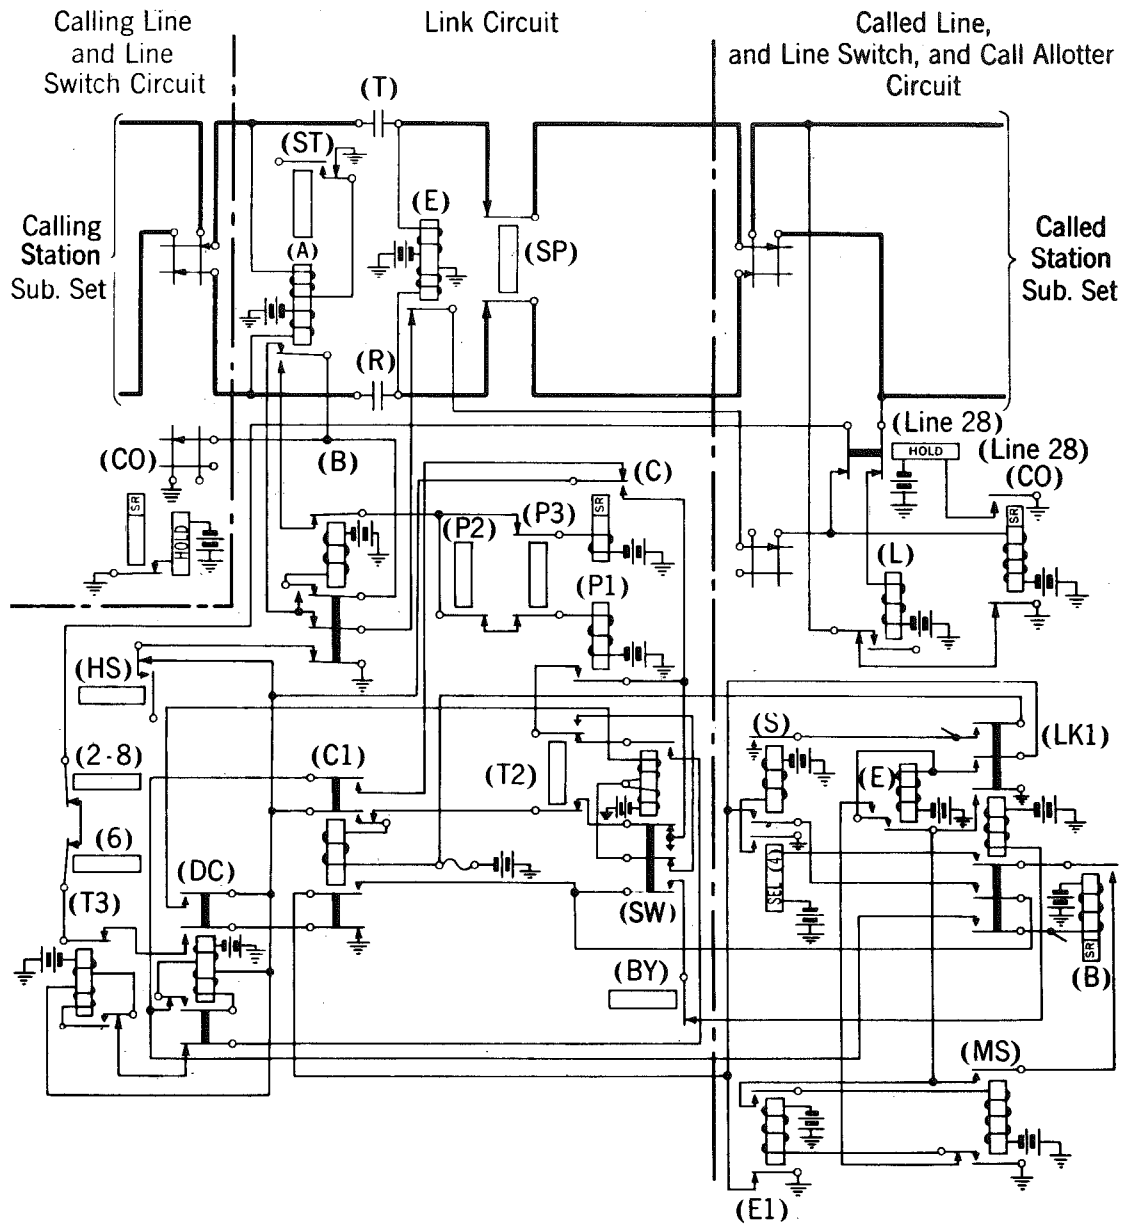 Calling Line
and Line
Switch Circuit
Link Circuit
Called Line,
and Line Switch, and Call Allotter
Circuit
(T)
(ST)
(E)
(A)
(SP)
Calling
Station
Sub. Set
Called
Station
Sub. Set
(R)
(Line 28)
HOLD
(Line 28)
(CO)
(CO)
(B)
(C)
SR
HOLD
(P2)
(P3)
SR
SR
(L)
(P1)
(HS)
(S)
(LK1)
(2-8)
(C1)
(T2)
(E)
(6)
(DC)
SEL (4)
(T3)
(SW)
SR
(B)
(BY)
(MS)
(E1)